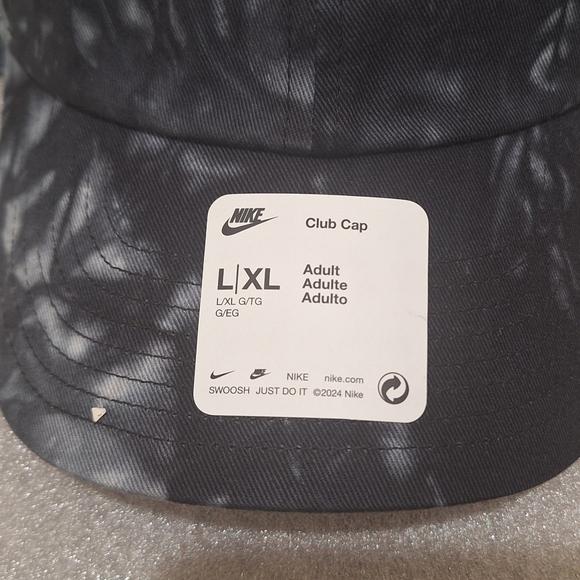 NIKE
Club Cap
L|XL
L/XL G/TG
G/EG
Adult
Adulte
Adulto
NIKE nike.com
SWOOSH JUST DO IT ©2024 Nike